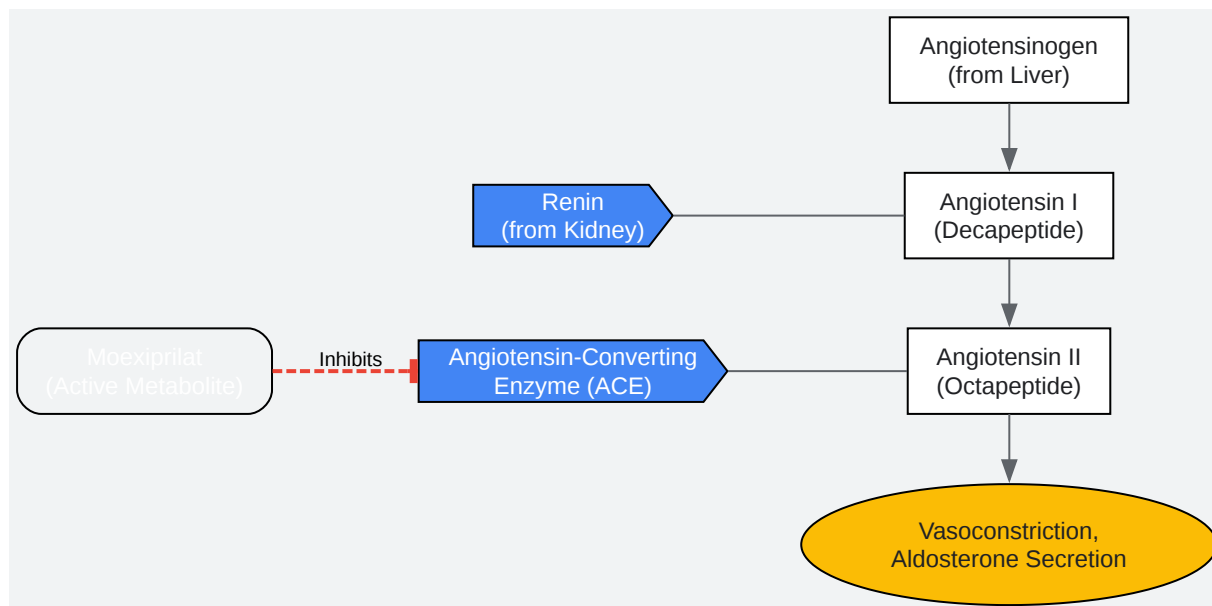 Angiotensinogen
(from Liver)
Renin
(from Kidney)
Angiotensin I
(Decapeptide)
Moexiprilat
(Active Metabolite)
Inhibits
Angiotensin-Converting
Enzyme (ACE)
Angiotensin II
(Octapeptide)
Vasoconstriction,
Aldosterone Secretion